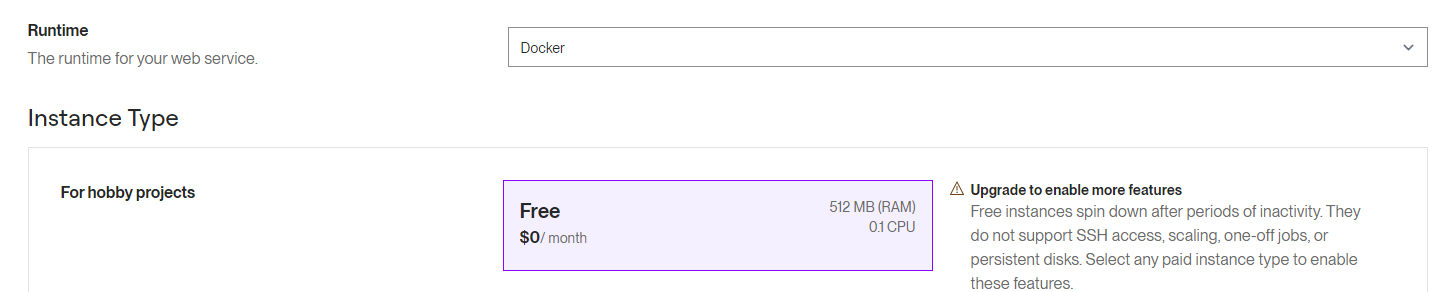 Runtime
The runtime for your web service.
Docker
Instance Type
For hobby projects
Free
$0/ month
512 MB (RAM)
0.1 CPU
Upgrade to enable more features
Free instances spin down after periods of inactivity. They
do not support SSH access, scaling, one-off jobs, or
persistent disks. Select any paid instance type to enable
these features.